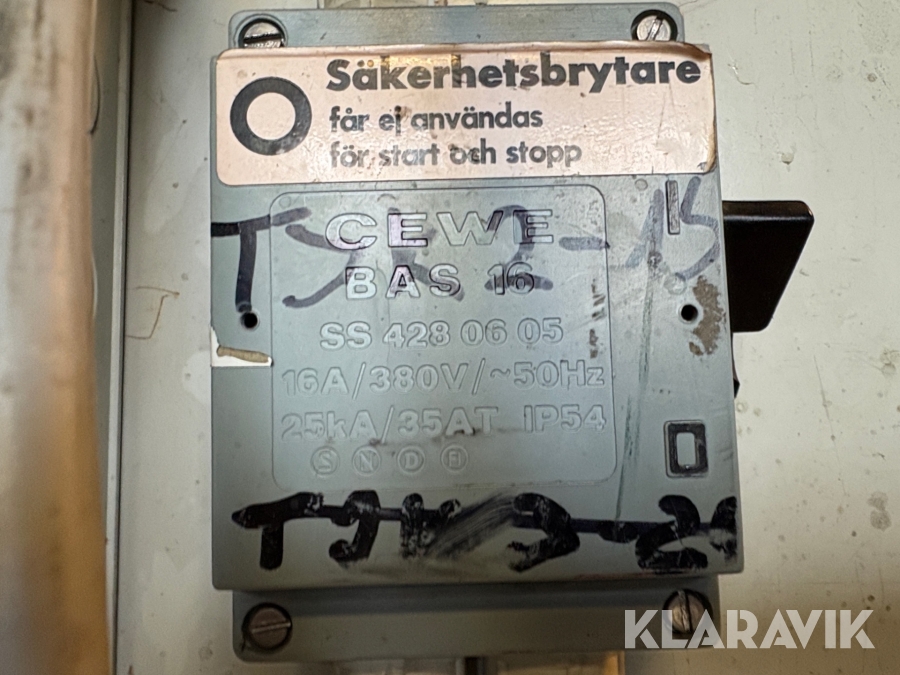 O Säkerhetsbrytare
får ej användas
för start och stopp
I
CEWE
BAS 16
SS 428 06 05
16A/380V/~50Hz
25kA/35AT IP54
S N D FI
O
KLARAVIK